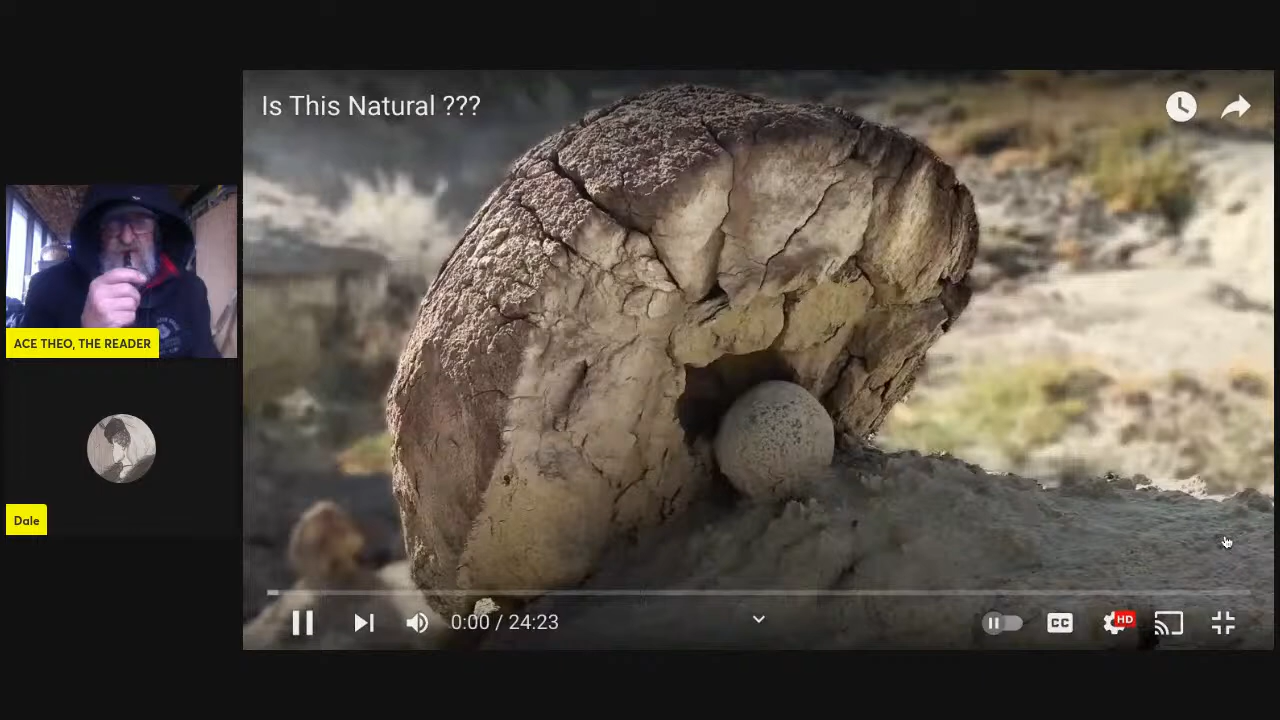 Is This Natural ???
ACE THEO, THE READER
Dale
0:00 / 24:23
CC
HD